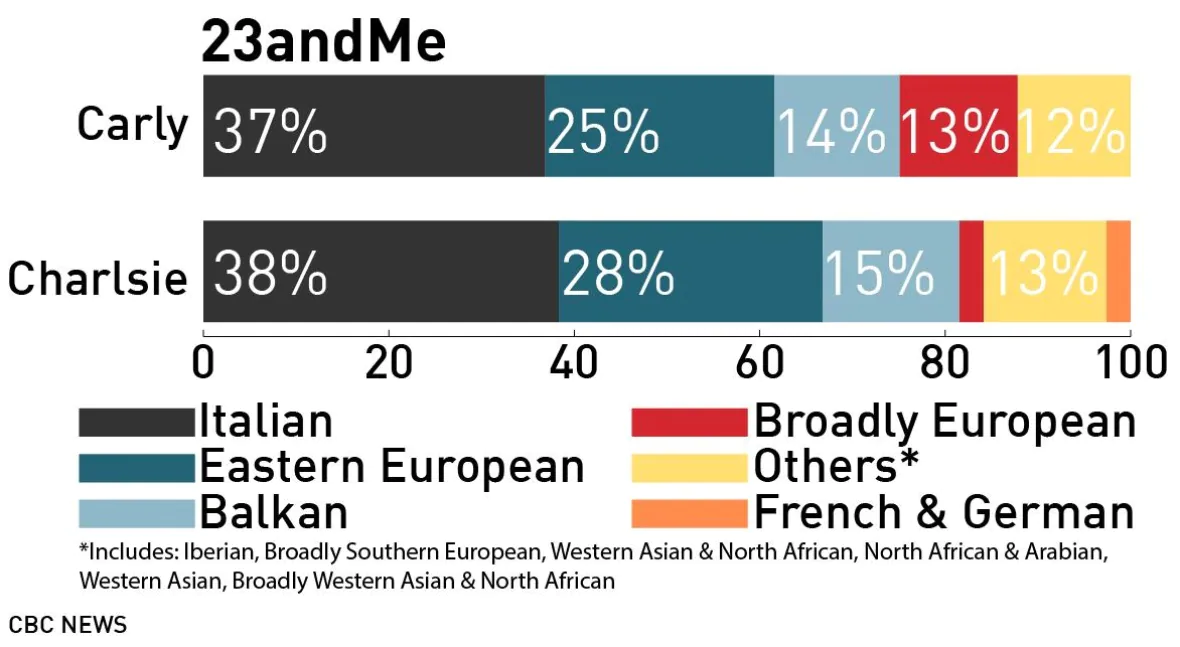 23andMe
Carly 37% 25% 14% 13% 12%
Charlsie 38% 28% 15% 13%
0 20 40 60 80 100
Italian Broadly European
Eastern European Others*
Balkan French & German
*Includes: Iberian, Broadly Southern European, Western Asian & North African, North African & Arabian,
Western Asian, Broadly Western Asian & North African
CBC NEWS